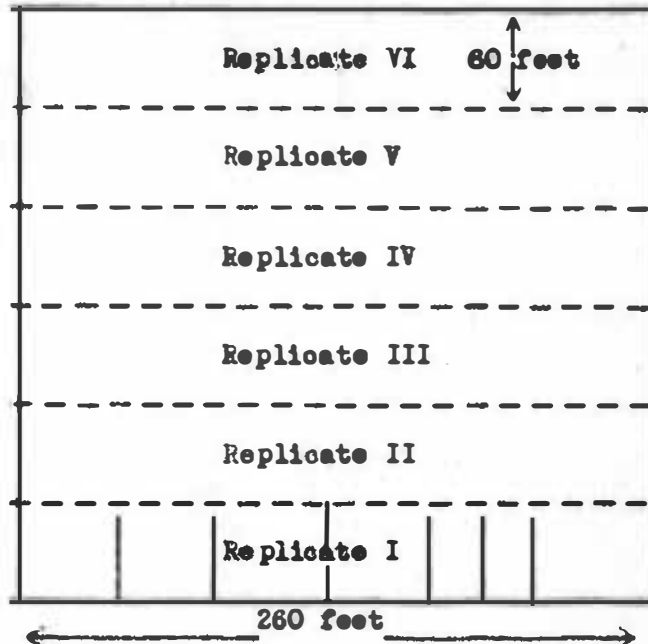 Replicate VI 60 feet
Replicate V
Replicate IV
Replicate III
Replicate II
Replicate I
260 feet